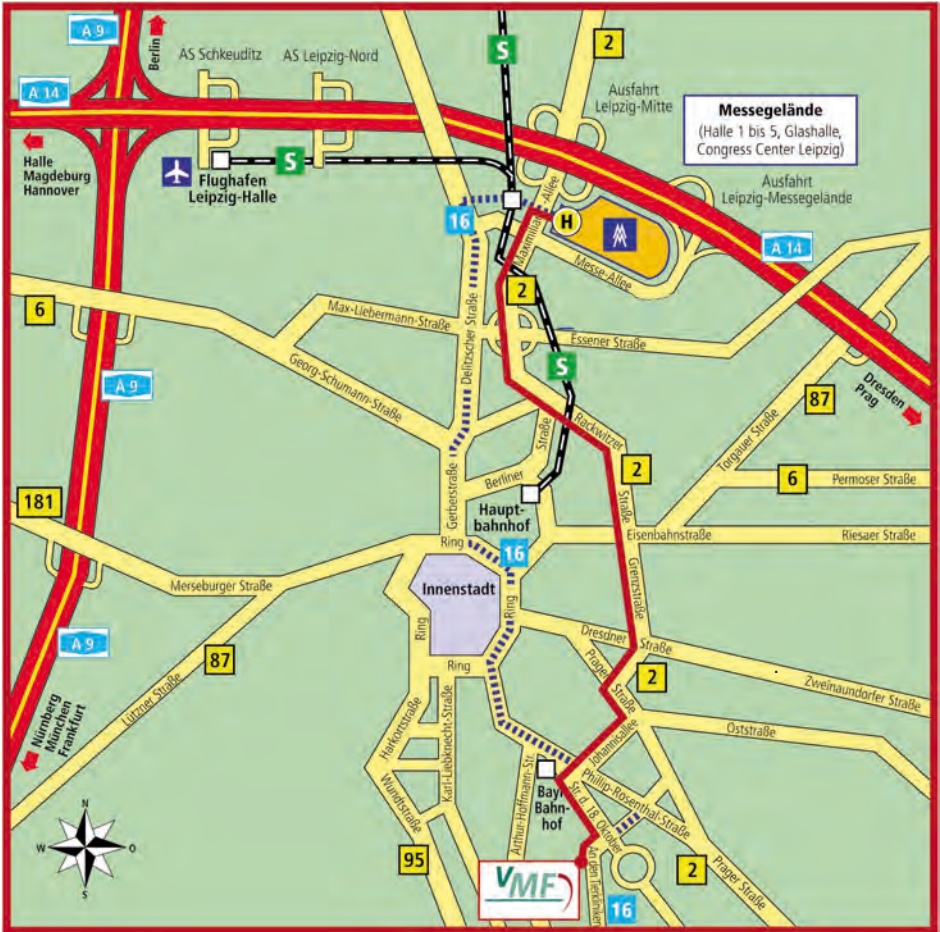 A 9
Berlin
AS Schkeuditz
AS Leipzig-Nord
S
2
A 14
Ausfahrt
Leipzig-Mitte
Messegelände
(Halle 1 bis 5, Glashalle,
Congress Center Leipzig)
Halle
Magdeburg
Hannover
S
Flughafen
Leipzig-Halle
Ausfahrt
Leipzig-Messegelände
16
H
Maximilian-Allee
Messe-Allee
A 14
2
6
Max-Liebermann-Straße
Delitzscher Straße
Essener Straße
Georg-Schumann-Straße
S
A 9
Dresden
Prag
87
Rackwitzer
Straße
Torgauer Straße
2
6
Permoser Straße
Berliner
Straße
Gerberstraße
181
Haupt-
bahnhof
Eisenbahnstraße
Riesaer Straße
Ring
16
Merseburger Straße
Innenstadt
Grenzstraße
Ring
Ring
Dresdner
Straße
A 9
87
Ring
Prager
Straße
2
Zweinaundorfer Straße
Lützner Straße
Nürnberg
München
Frankfurt
Harkortstraße
Karl-Liebknecht-Straße
Johannisallee
Oststraße
Arthur-Hoffmann-Str.
Bayr.
Bahn-
hof
Wundtstraße
Str. d. 18. Oktober
Phillip-Rosenthal-Straße
N
W
O
S
95
2
Prager Straße
An den Tierkliniken
VMF
16